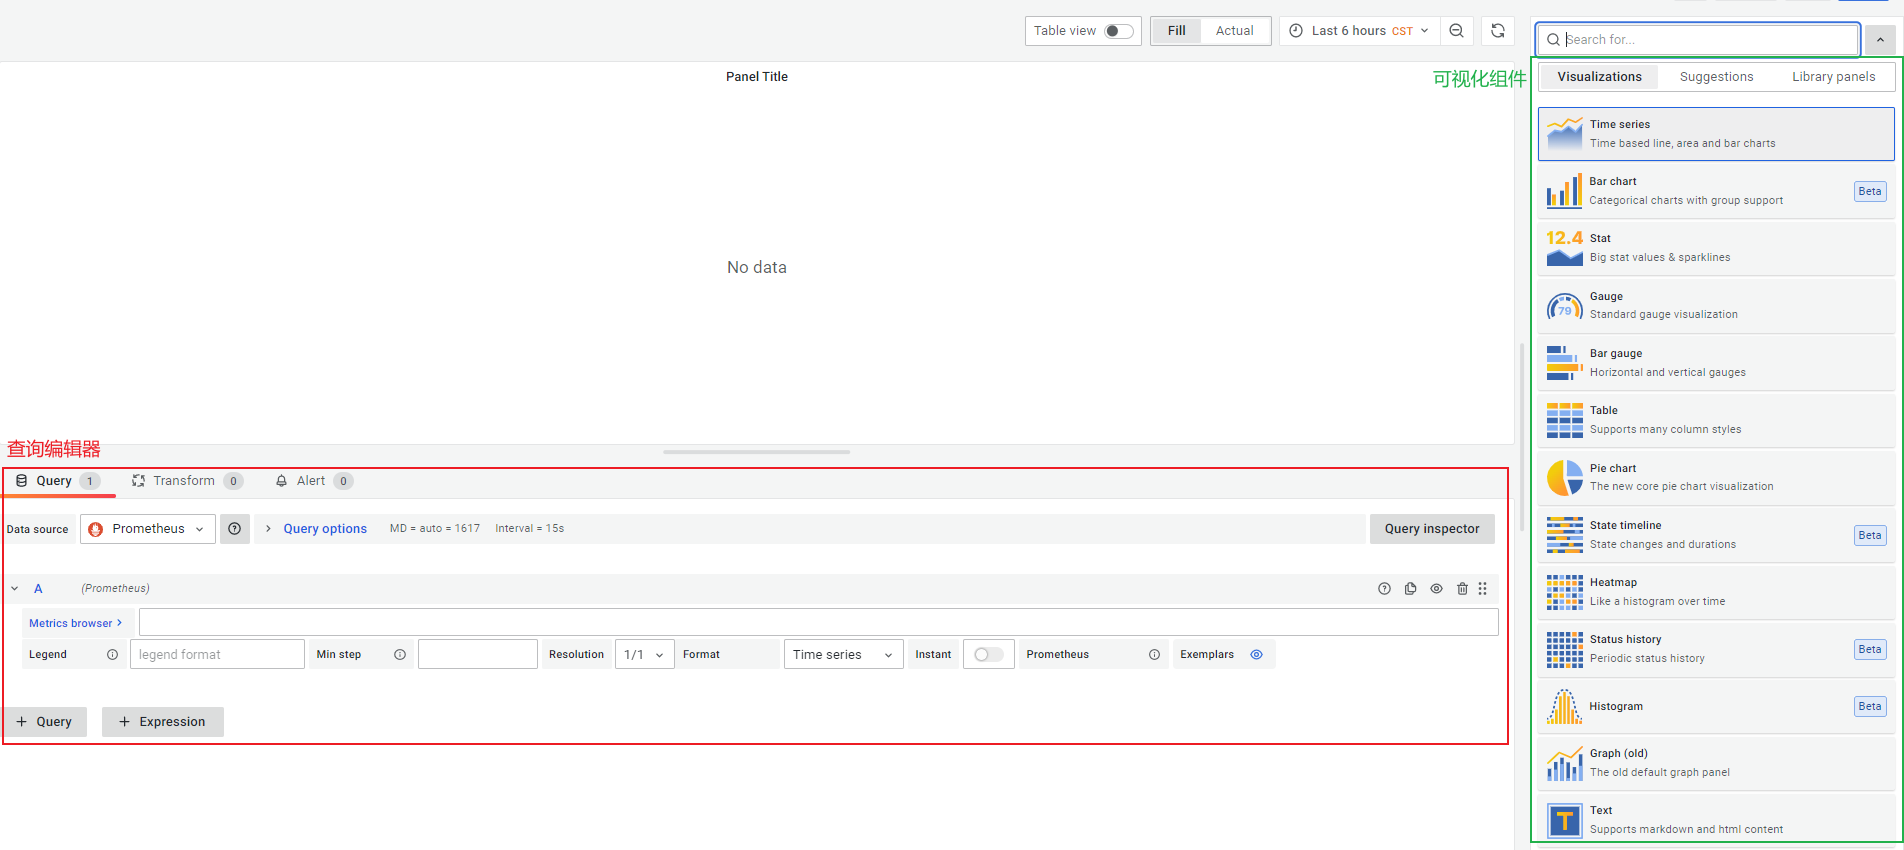 Table view
Fill
Actual
Last 6 hours CST
Search for...
Panel Title
可视化组件
Visualizations
Suggestions
Library panels
Time series
Time based line, area and bar charts
Bar chart
Categorical charts with group support
Beta
12.4
Stat
Big stat values & sparklines
No data
79
Gauge
Standard gauge visualization
Bar gauge
Horizontal and vertical gauges
Table
Supports many column styles
查询编辑器
Pie chart
The new core pie chart visualization
Query 1
Transform 0
Alert 0
Data source
Prometheus
Query options
MD = auto = 1617
Interval = 15s
Query inspector
State timeline
State changes and durations
Beta
A
(Prometheus)
Heatmap
Like a histogram over time
Metrics browser >
Legend
legend format
Min step
Resolution
1/1
Format
Time series
Instant
Prometheus
Exemplars
Status history
Periodic status history
Beta
+ Query
+ Expression
Histogram
Beta
Graph (old)
The old default graph panel
T
Text
Supports markdown and html content